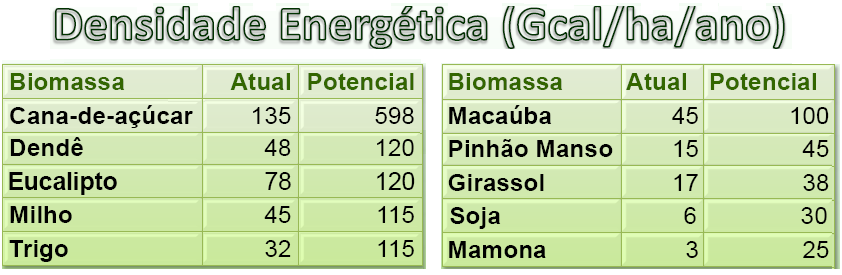 Densidade Energética (Gcal/ha/ano)
Biomassa Atual Potencial
Cana-de-açúcar 135 598
Dendê 48 120
Eucalipto 78 120
Milho 45 115
Trigo 32 115
Biomassa Atual Potencial
Macaúba 45 100
Pinhão Manso 15 45
Girassol 17 38
Soja 6 30
Mamona 3 25